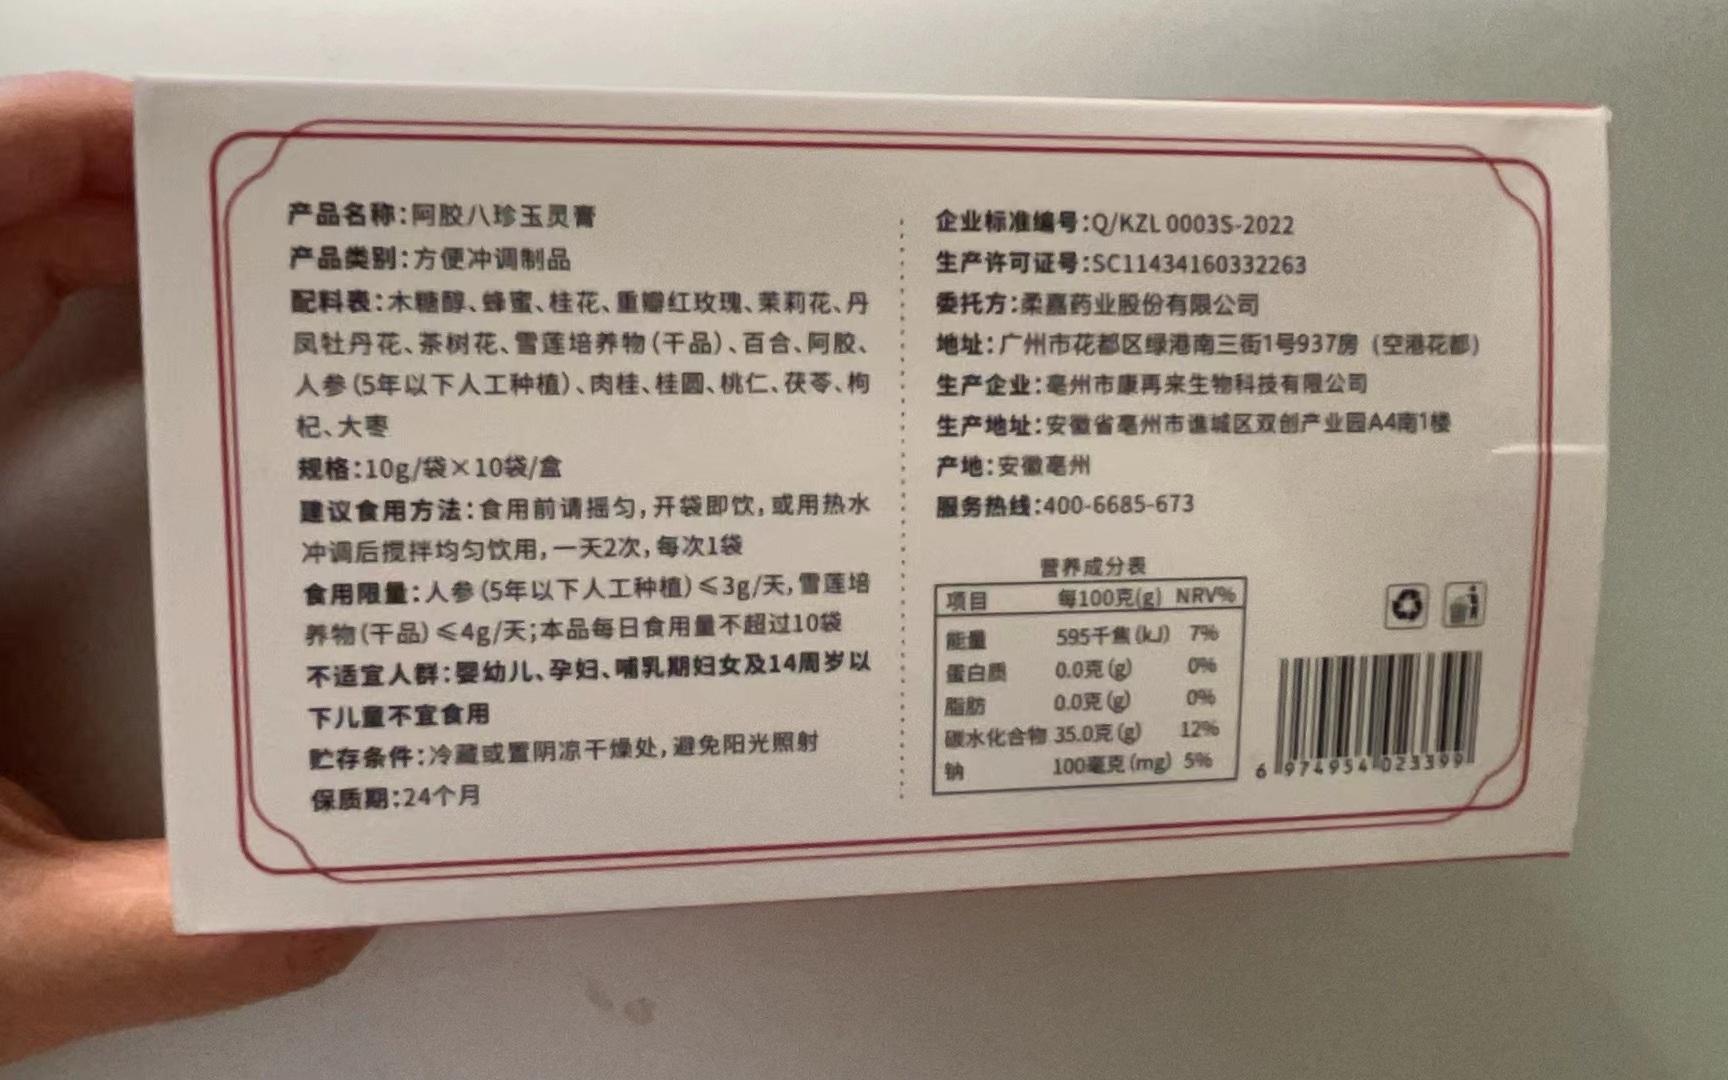 产品名称:阿胶八珍玉灵膏
产品类别:方便冲调制品
配料表:木糖醇、蜂蜜、桂花、重瓣红玫瑰、茉莉花、丹
凤牡丹花、茶树花、雪莲培养物(干品)、百合、阿胶、
人参(5年以下人工种植)、肉桂、桂圆、桃仁、茯苓、枸
杞、大枣
规格:10g/袋×10袋/盒
建议食用方法:食用前请摇匀,开袋即饮,或用热水
冲调后搅拌均匀饮用,一天2次,每次1袋
食用限量:人参(5年以下人工种植)≤3g/天,雪莲培
养物(干品)≤4g/天;本品每日食用量不超过10袋
不适宜人群:婴幼儿、孕妇、哺乳期妇女及14周岁以
下儿童不宜食用
贮存条件:冷藏或置阴凉干燥处,避免阳光照射
保质期:24个月
企业标准编号:Q/KZL 0003S-2022
生产许可证号:SC11434160332263
委托方:柔嘉药业股份有限公司
地址:广州市花都区绿港南三街1号937房(空港花都)
生产企业:亳州市康再来生物科技有限公司
生产地址:安徽省亳州市谯城区双创产业园A4南1楼
产地:安徽亳州
服务热线:400-6685-673
营养成分表
项目 每100克(g) NRV%
能量 595千焦(kJ) 7%
蛋白质 0.0克(g) 0%
脂肪 0.0克(g) 0%
碳水化合物 35.0克(g) 12%
钠 100毫克(mg) 5%
6 974954 023399